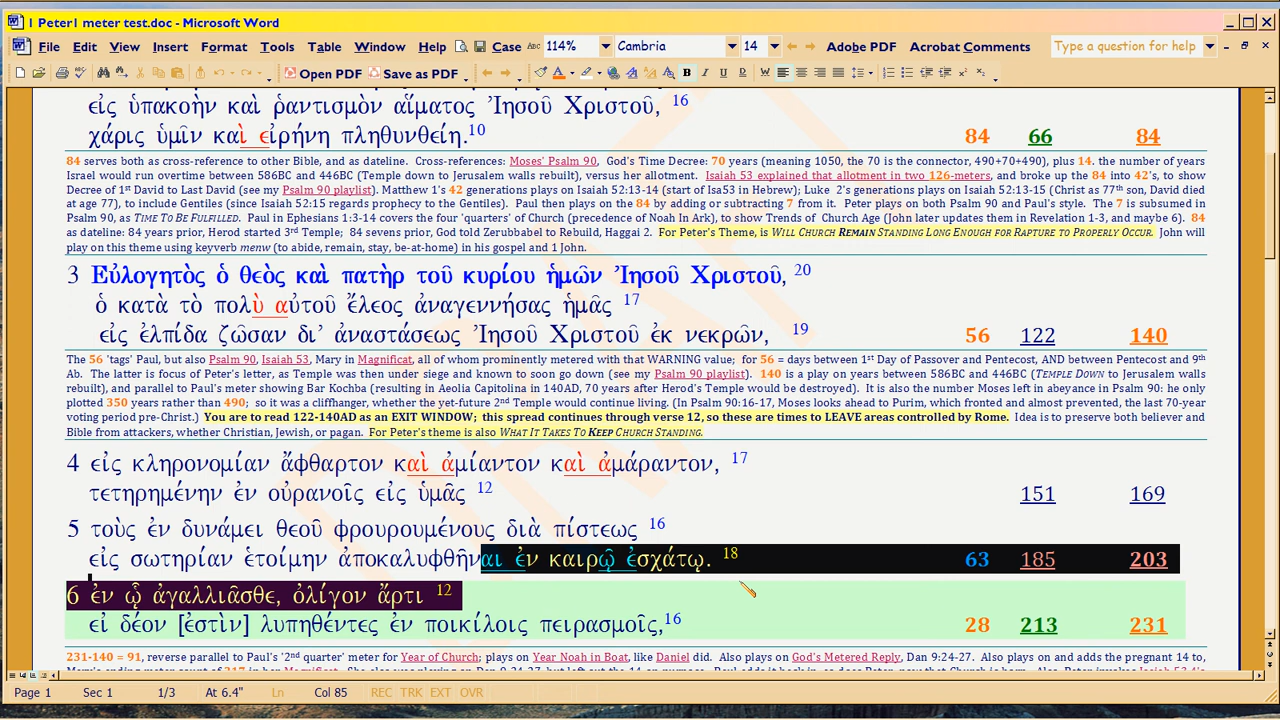 1 Peter1 meter test.doc - Microsoft Word
File Edit View Insert Format Tools Table Window Help Case 114% Cambria 14 Adobe PDF Acrobat Comments Type a question for help
Open PDF Save as PDF
εἰς ὑπακοὴν καὶ ῥαντισμὸν αἵματος Ἰησοῦ Χριστοῦ, 16
χάρις ὑμῖν καὶ εἰρήνη πληθυνθείη.10 84 66 84
84 serves both as cross-reference to other Bible, and as dateline. Cross-references: Moses' Psalm 90, God's Time Decree: 70 years (meaning 1050, the 70 is the connector, 490+70+490), plus 14. the number of years
Israel would run overtime between 586BC and 446BC (Temple down to Jerusalem walls rebuilt), versus her allotment. Isaiah 53 explained that allotment in two 126-meters, and broke up the 84 into 42's, to show
Decree of 1st David to Last David (see my Psalm 90 playlist). Matthew 1's 42 generations plays on Isaiah 52:13-14 (start of Isa53 in Hebrew); Luke 2's generations plays on Isaiah 52:13-15 (Christ as 77th son, David died
at age 77), to include Gentiles (since Isaiah 52:15 regards prophecy to the Gentiles). Paul then plays on the 84 by adding or subtracting 7 from it. Peter plays on both Psalm 90 and Paul's style. The 7 is subsumed in
Psalm 90, as TIME TO BE FULFILLED. Paul in Ephesians 1:3-14 covers the four 'quarters' of Church (precedence of Noah In Ark), to show Trends of Church Age (John later updates them in Revelation 1-3, and maybe 6). 84
as dateline: 84 years prior, Herod started 3rd Temple; 84 sevens prior, God told Zerubbabel to Rebuild, Haggai 2. For Peter's Theme, is WILL CHURCH REMAIN STANDING LONG ENOUGH FOR RAPTURE TO PROPERLY OCCUR. John will
play on this theme using keyverb menw (to abide, remain, stay, be-at-home) in his gospel and 1 John.
3 Εὐλογητὸς ὁ θεὸς καὶ πατὴρ τοῦ κυρίου ἡμῶν Ἰησοῦ Χριστοῦ, 20
ὁ κατὰ τὸ πολὺ αὐτοῦ ἔλεος ἀναγεννήσας ἡμᾶς 17
εἰς ἐλπίδα ζῶσαν δι' ἀναστάσεως Ἰησοῦ Χριστοῦ ἐκ νεκρῶν, 19 56 122 140
The 56 'tags' Paul, but also Psalm 90, Isaiah 53, Mary in Magnificat, all of whom prominently metered with that WARNING value; for 56 = days between 1st Day of Passover and Pentecost, AND between Pentecost and 9th
Ab. The latter is focus of Peter's letter, as Temple was then under siege and known to soon go down (see my Psalm 90 playlist). 140 is a play on years between 586BC and 446BC (TEMPLE DOWN to Jerusalem walls
rebuilt), and parallel to Paul's meter showing Bar Kochba (resulting in Aeolia Capitolina in 140AD, 70 years after Herod's Temple would be destroyed). It is also the number Moses left in abeyance in Psalm 90: he only
plotted 350 years rather than 490; so it was a cliffhanger, whether the yet-future 2nd Temple would continue living. (In Psalm 90:16-17, Moses looks ahead to Purim, which fronted and almost prevented, the last 70-year
voting period pre-Christ.) You are to read 122-140AD as an EXIT WINDOW; this spread continues through verse 12, so these are times to LEAVE areas controlled by Rome. Idea is to preserve both believer and
Bible from attackers, whether Christian, Jewish, or pagan. For Peter's theme is also WHAT IT TAKES TO KEEP CHURCH STANDING.
4 εἰς κληρονομίαν ἄφθαρτον καὶ ἀμίαντον καὶ ἀμάραντον, 17
τετηρημένην ἐν οὐρανοῖς εἰς ὑμᾶς 12 151 169
5 τοὺς ἐν δυνάμει θεοῦ φρουρουμένους διὰ πίστεως 16
εἰς σωτηρίαν ἑτοίμην ἀποκαλυφθῆναι ἐν καιρῷ ἐσχάτῳ. 18 63 185 203
6 ἐν ᾧ ἀγαλλιᾶσθε, ὀλίγον ἄρτι 12
εἰ δέον [ἐστὶν] λυπηθέντες ἐν ποικίλοις πειρασμοῖς,16 28 213 231
231-140 = 91, reverse parallel to Paul's '2nd quarter' meter for Year of Church; plays on Year Noah in Boat, like Daniel did. Also plays on God's Metered Reply, Dan 9:24-27. Also plays on and adds the pregnant 14 to,
Page 1 Sec 1 1/3 At 6.4" Ln Col 85 REC TRK EXT OVR